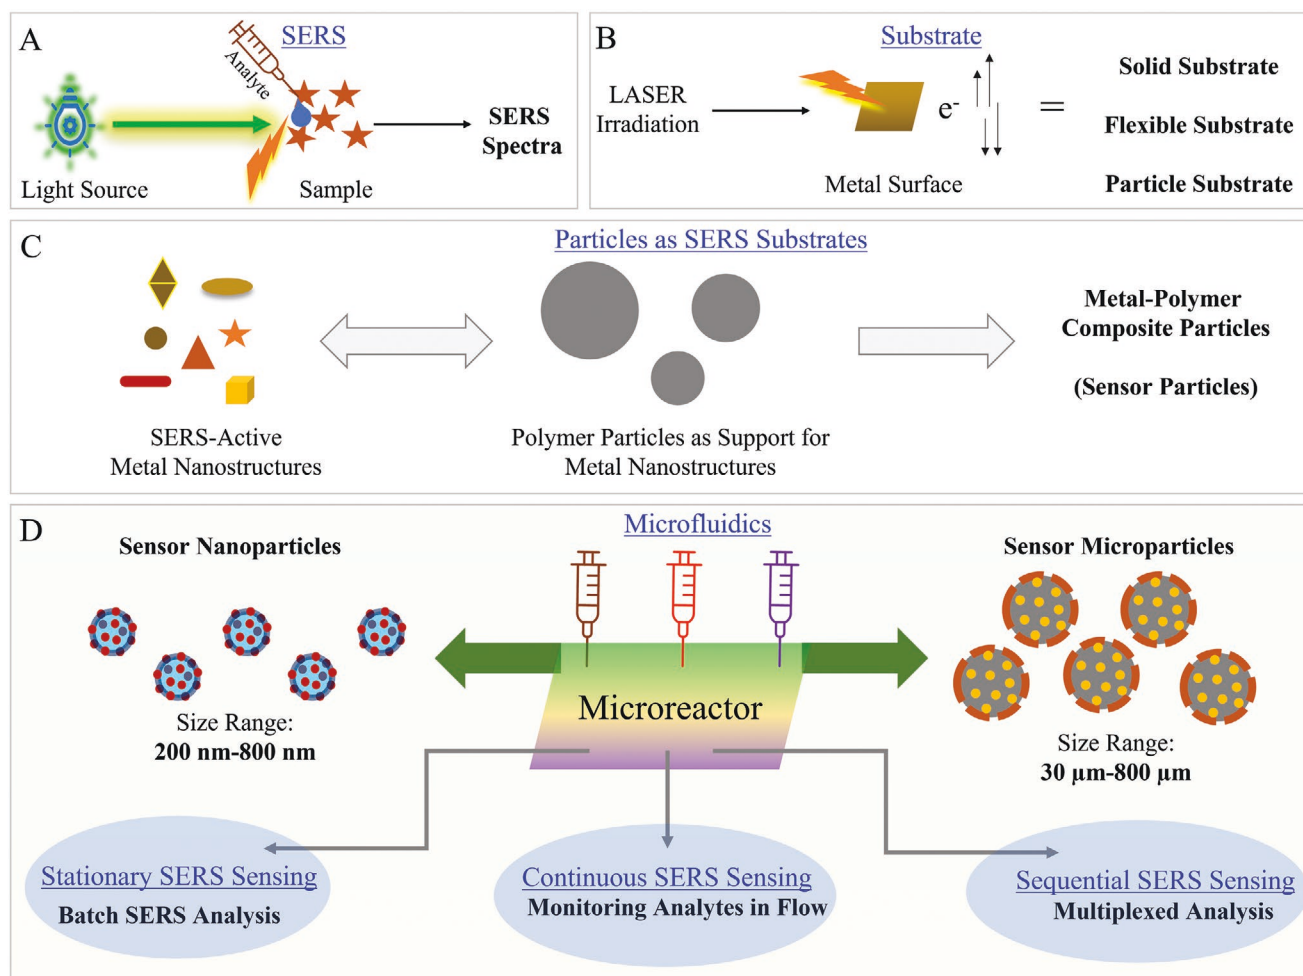 A
SERS
Analyte
Light Source
Sample
SERS
Spectra
B
Substrate
LASER
Irradiation
e-
=
Metal Surface
Solid Substrate
Flexible Substrate
Particle Substrate
C
Particles as SERS Substrates
SERS-Active
Metal Nanostructures
Polymer Particles as Support for
Metal Nanostructures
Metal-Polymer
Composite Particles
(Sensor Particles)
D
Microfluidics
Sensor Nanoparticles
Size Range:
200 nm-800 nm
Microreactor
Sensor Microparticles
Size Range:
30 µm-800 µm
Stationary SERS Sensing
Batch SERS Analysis
Continuous SERS Sensing
Monitoring Analytes in Flow
Sequential SERS Sensing
Multiplexed Analysis